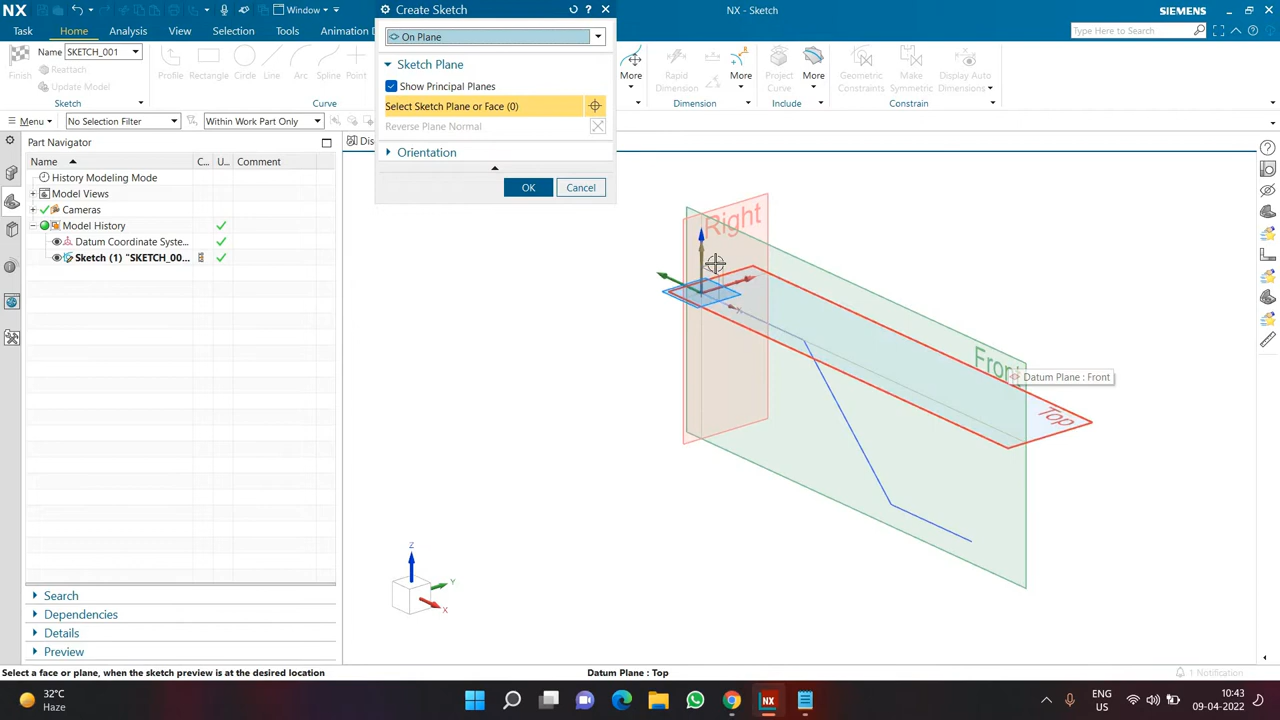 NX
Window
Create Sketch
NX - Sketch
SIEMENS
Task
Home
Analysis
View
Selection
Tools
Animation D
On Plane
Type Here to Search
Finish
Name SKETCH_001
Reattach
Update Model
Sketch
Profile
Rectangle
Circle
Line
Arc
Spline
Point
Curve
Sketch Plane
Show Principal Planes
Select Sketch Plane or Face (0)
Reverse Plane Normal
Orientation
OK
Cancel
More
Rapid
Dimension
More
Dimension
Project
Curve
More
Include
Geometric
Constraints
Make
Symmetric
Display Auto
Dimensions
Constrain
Menu
No Selection Filter
Within Work Part Only
Part Navigator
Dis
Name
C...
U...
Comment
History Modeling Mode
Model Views
Cameras
Model History
Datum Coordinate Syste...
Sketch (1) "SKETCH_00...
Right
Front
Datum Plane : Front
Top
Z
Y
X
Search
Dependencies
Details
Preview
Select a face or plane, when the sketch preview is at the desired location
Datum Plane : Top
1 Notification
32°C
Haze
NX
ENG
US
10:43
09-04-2022